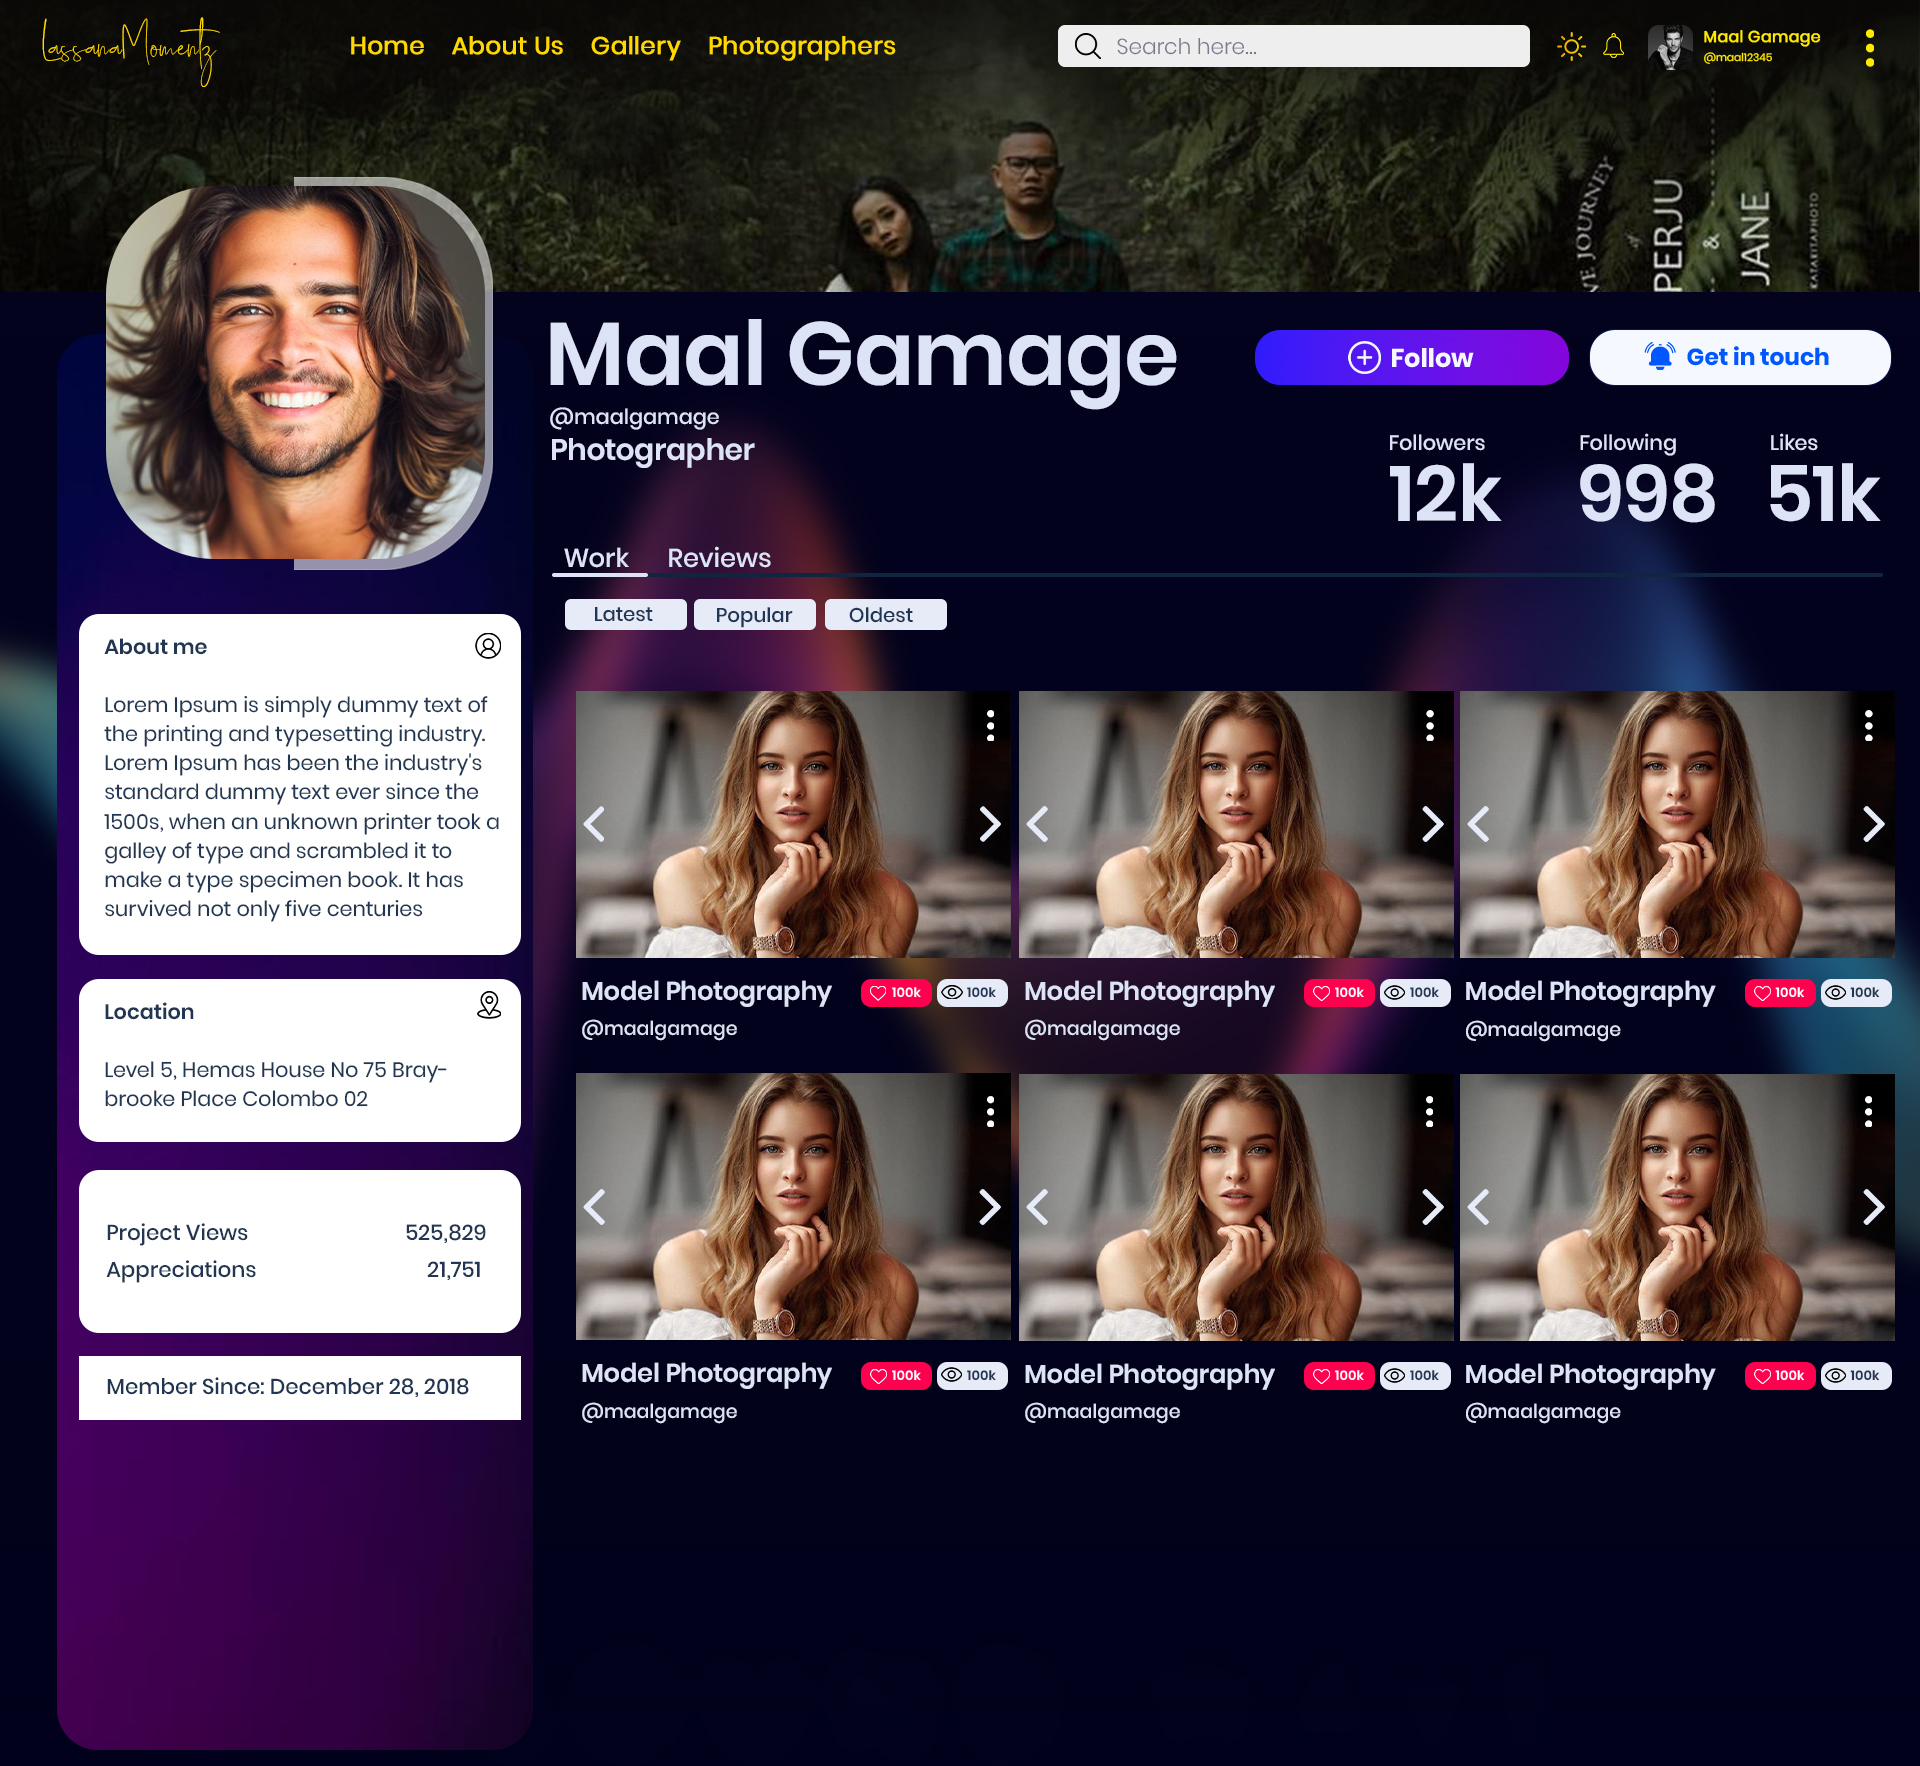 LassanaMomentz
Home About Us Gallery Photographers
Search here...
Maal Gamage
@maal12345
PERJU
&
JANE
Maal Gamage
@maalgamage
Photographer
Follow
Get in touch
Followers Following Likes
12k 998 51k
Work Reviews
Latest Popular Oldest
About me
Lorem Ipsum is simply dummy text of
the printing and typesetting industry.
Lorem Ipsum has been the industry's
standard dummy text ever since the
1500s, when an unknown printer took a
galley of type and scrambled it to
make a type specimen book. It has
survived not only five centuries
Location
Level 5, Hemas House No 75 Bray-
brooke Place Colombo 02
Project Views 525,829
Appreciations 21,751
Member Since: December 28, 2018
Model Photography 100k 100k
@maalgamage
Model Photography 100k 100k
@maalgamage
Model Photography 100k 100k
@maalgamage
Model Photography 100k 100k
@maalgamage
Model Photography 100k 100k
@maalgamage
Model Photography 100k 100k
@maalgamage